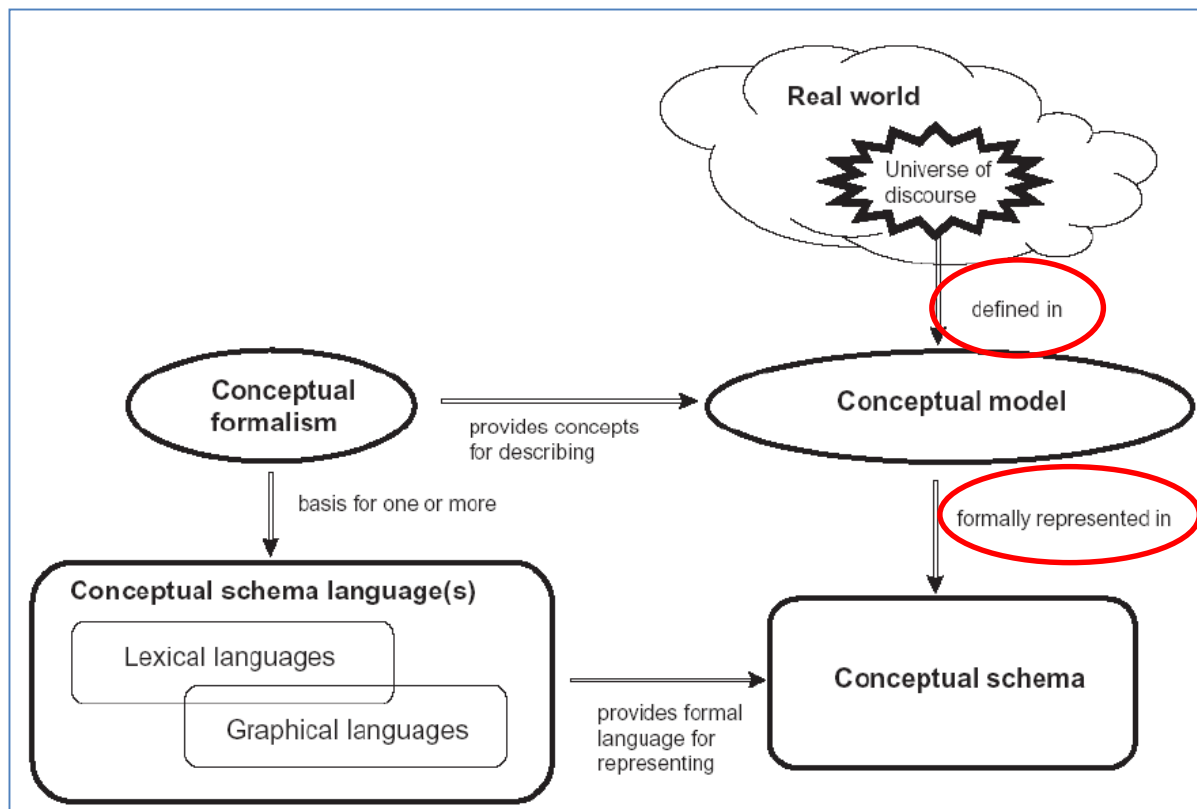 Real world
Universe of
discourse
defined in
Conceptual
formalism
provides concepts
for describing
Conceptual model
basis for one or more
formally represented in
Conceptual schema language(s)
Lexical languages
Graphical languages
provides formal
language for
representing
Conceptual schema